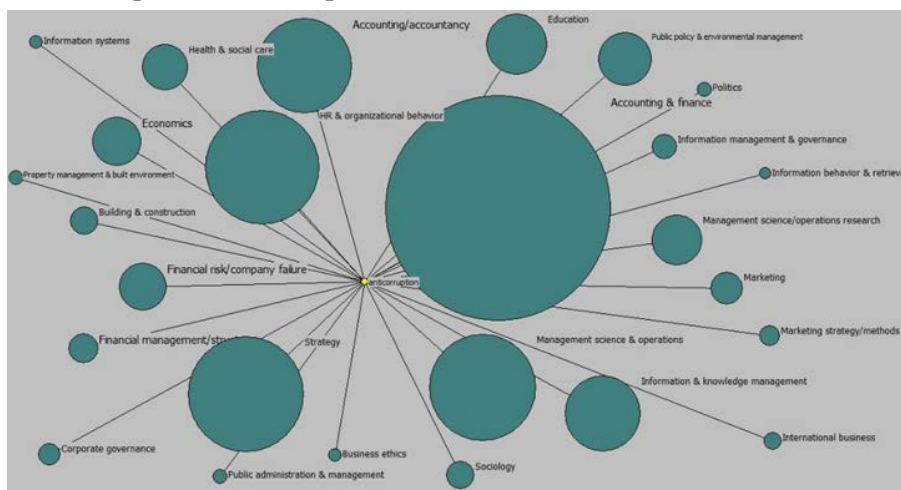 Information systems
Health & social care
Accounting/accountancy
Education
Public policy & environmental management
Politics
Accounting & finance
HR & organizational behavior
Economics
Information management & governance
Property management & built environment
Information behavior & retriev
Building & construction
Management science/operations research
Financial risk/company failure
anticorruption
Marketing
Financial management/stru
Strategy
Management science & operations
Marketing strategy/methods
Information & knowledge management
Corporate governance
Business ethics
International business
Public administration & management
Sociology